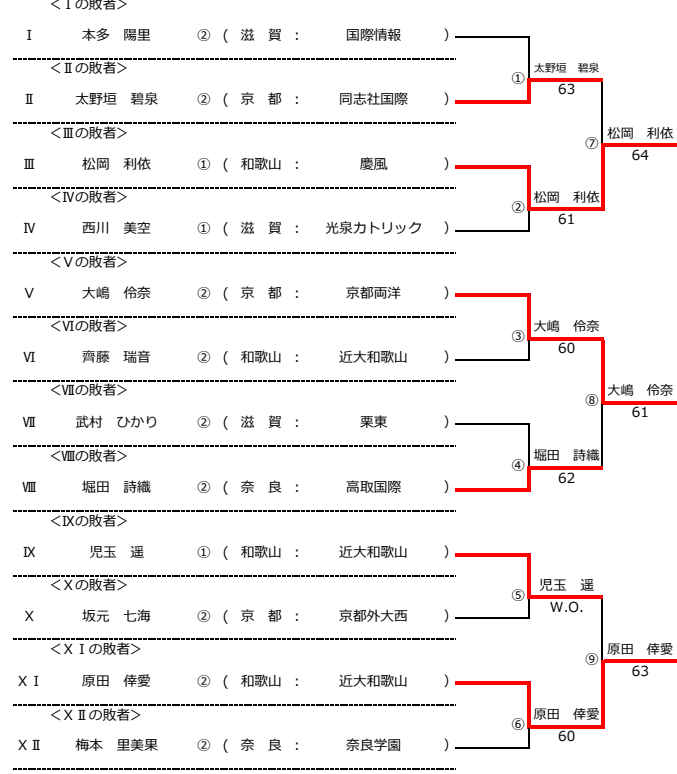 ＜Ⅰの敗者＞
Ⅰ 本多　陽里 ② ( 滋　賀 : 国際情報 )
＜Ⅱの敗者＞
① 太野垣　碧泉
63
Ⅱ 太野垣　碧泉 ② ( 京　都 : 同志社国際 )
＜Ⅲの敗者＞
⑦ 松岡　利依
64
Ⅲ 松岡　利依 ① ( 和歌山 : 慶風 )
＜Ⅳの敗者＞
② 松岡　利依
61
Ⅳ 西川　美空 ① ( 滋　賀 : 光泉カトリック )
＜Ⅴの敗者＞
Ⅴ 大嶋　伶奈 ② ( 京　都 : 京都両洋 )
＜Ⅵの敗者＞
③ 大嶋　伶奈
60
Ⅵ 齊藤　瑞音 ② ( 和歌山 : 近大和歌山 )
＜Ⅶの敗者＞
⑧ 大嶋　伶奈
61
Ⅶ 武村　ひかり ② ( 滋　賀 : 栗東 )
＜Ⅷの敗者＞
④ 堀田　詩織
62
Ⅷ 堀田　詩織 ② ( 奈　良 : 高取国際 )
＜Ⅸの敗者＞
Ⅸ 児玉　遥 ① ( 和歌山 : 近大和歌山 )
＜Ⅹの敗者＞
⑤ 児玉　遥
W.O.
Ⅹ 坂元　七海 ② ( 京　都 : 京都外大西 )
＜ⅩⅠの敗者＞
⑨ 原田　倖愛
63
ⅩⅠ 原田　倖愛 ② ( 和歌山 : 近大和歌山 )
＜ⅩⅡの敗者＞
⑥ 原田　倖愛
60
ⅩⅡ 梅本　里美果 ② ( 奈　良 : 奈良学園 )